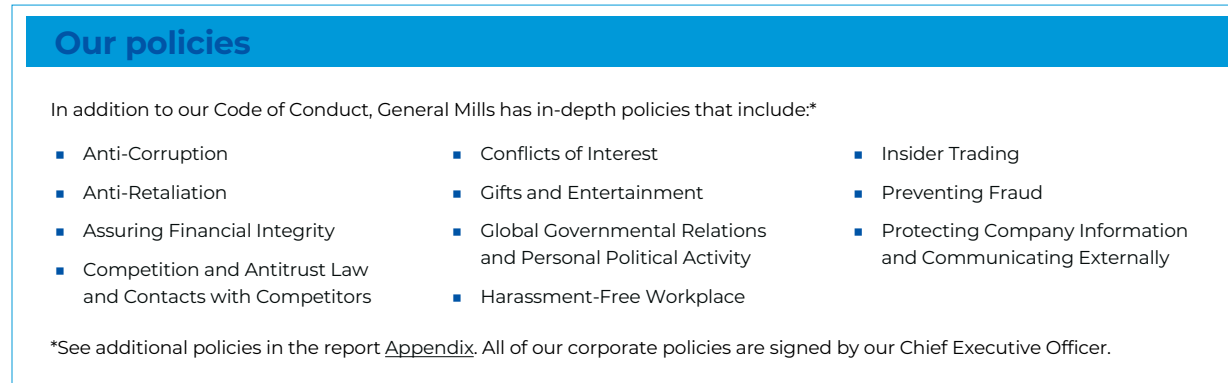 Our policies
In addition to our Code of Conduct, General Mills has in-depth policies that include:*
▪ Anti-Corruption
▪ Anti-Retaliation
▪ Assuring Financial Integrity
▪ Competition and Antitrust Law
and Contacts with Competitors
▪ Conflicts of Interest
▪ Gifts and Entertainment
▪ Global Governmental Relations
and Personal Political Activity
▪ Harassment-Free Workplace
▪ Insider Trading
▪ Preventing Fraud
▪ Protecting Company Information
and Communicating Externally
*See additional policies in the report Appendix. All of our corporate policies are signed by our Chief Executive Officer.